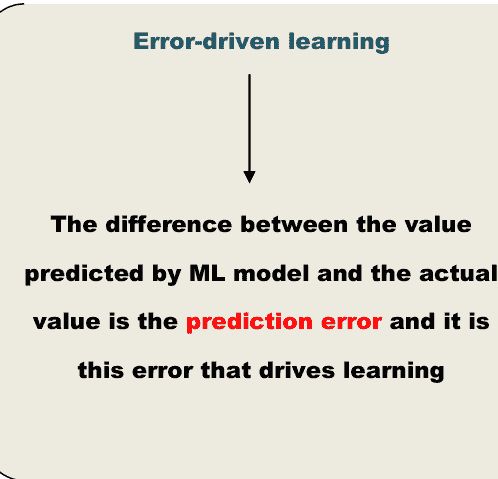 Error-driven learning
The difference between the value
predicted by ML model and the actual
value is the prediction error and it is
this error that drives learning